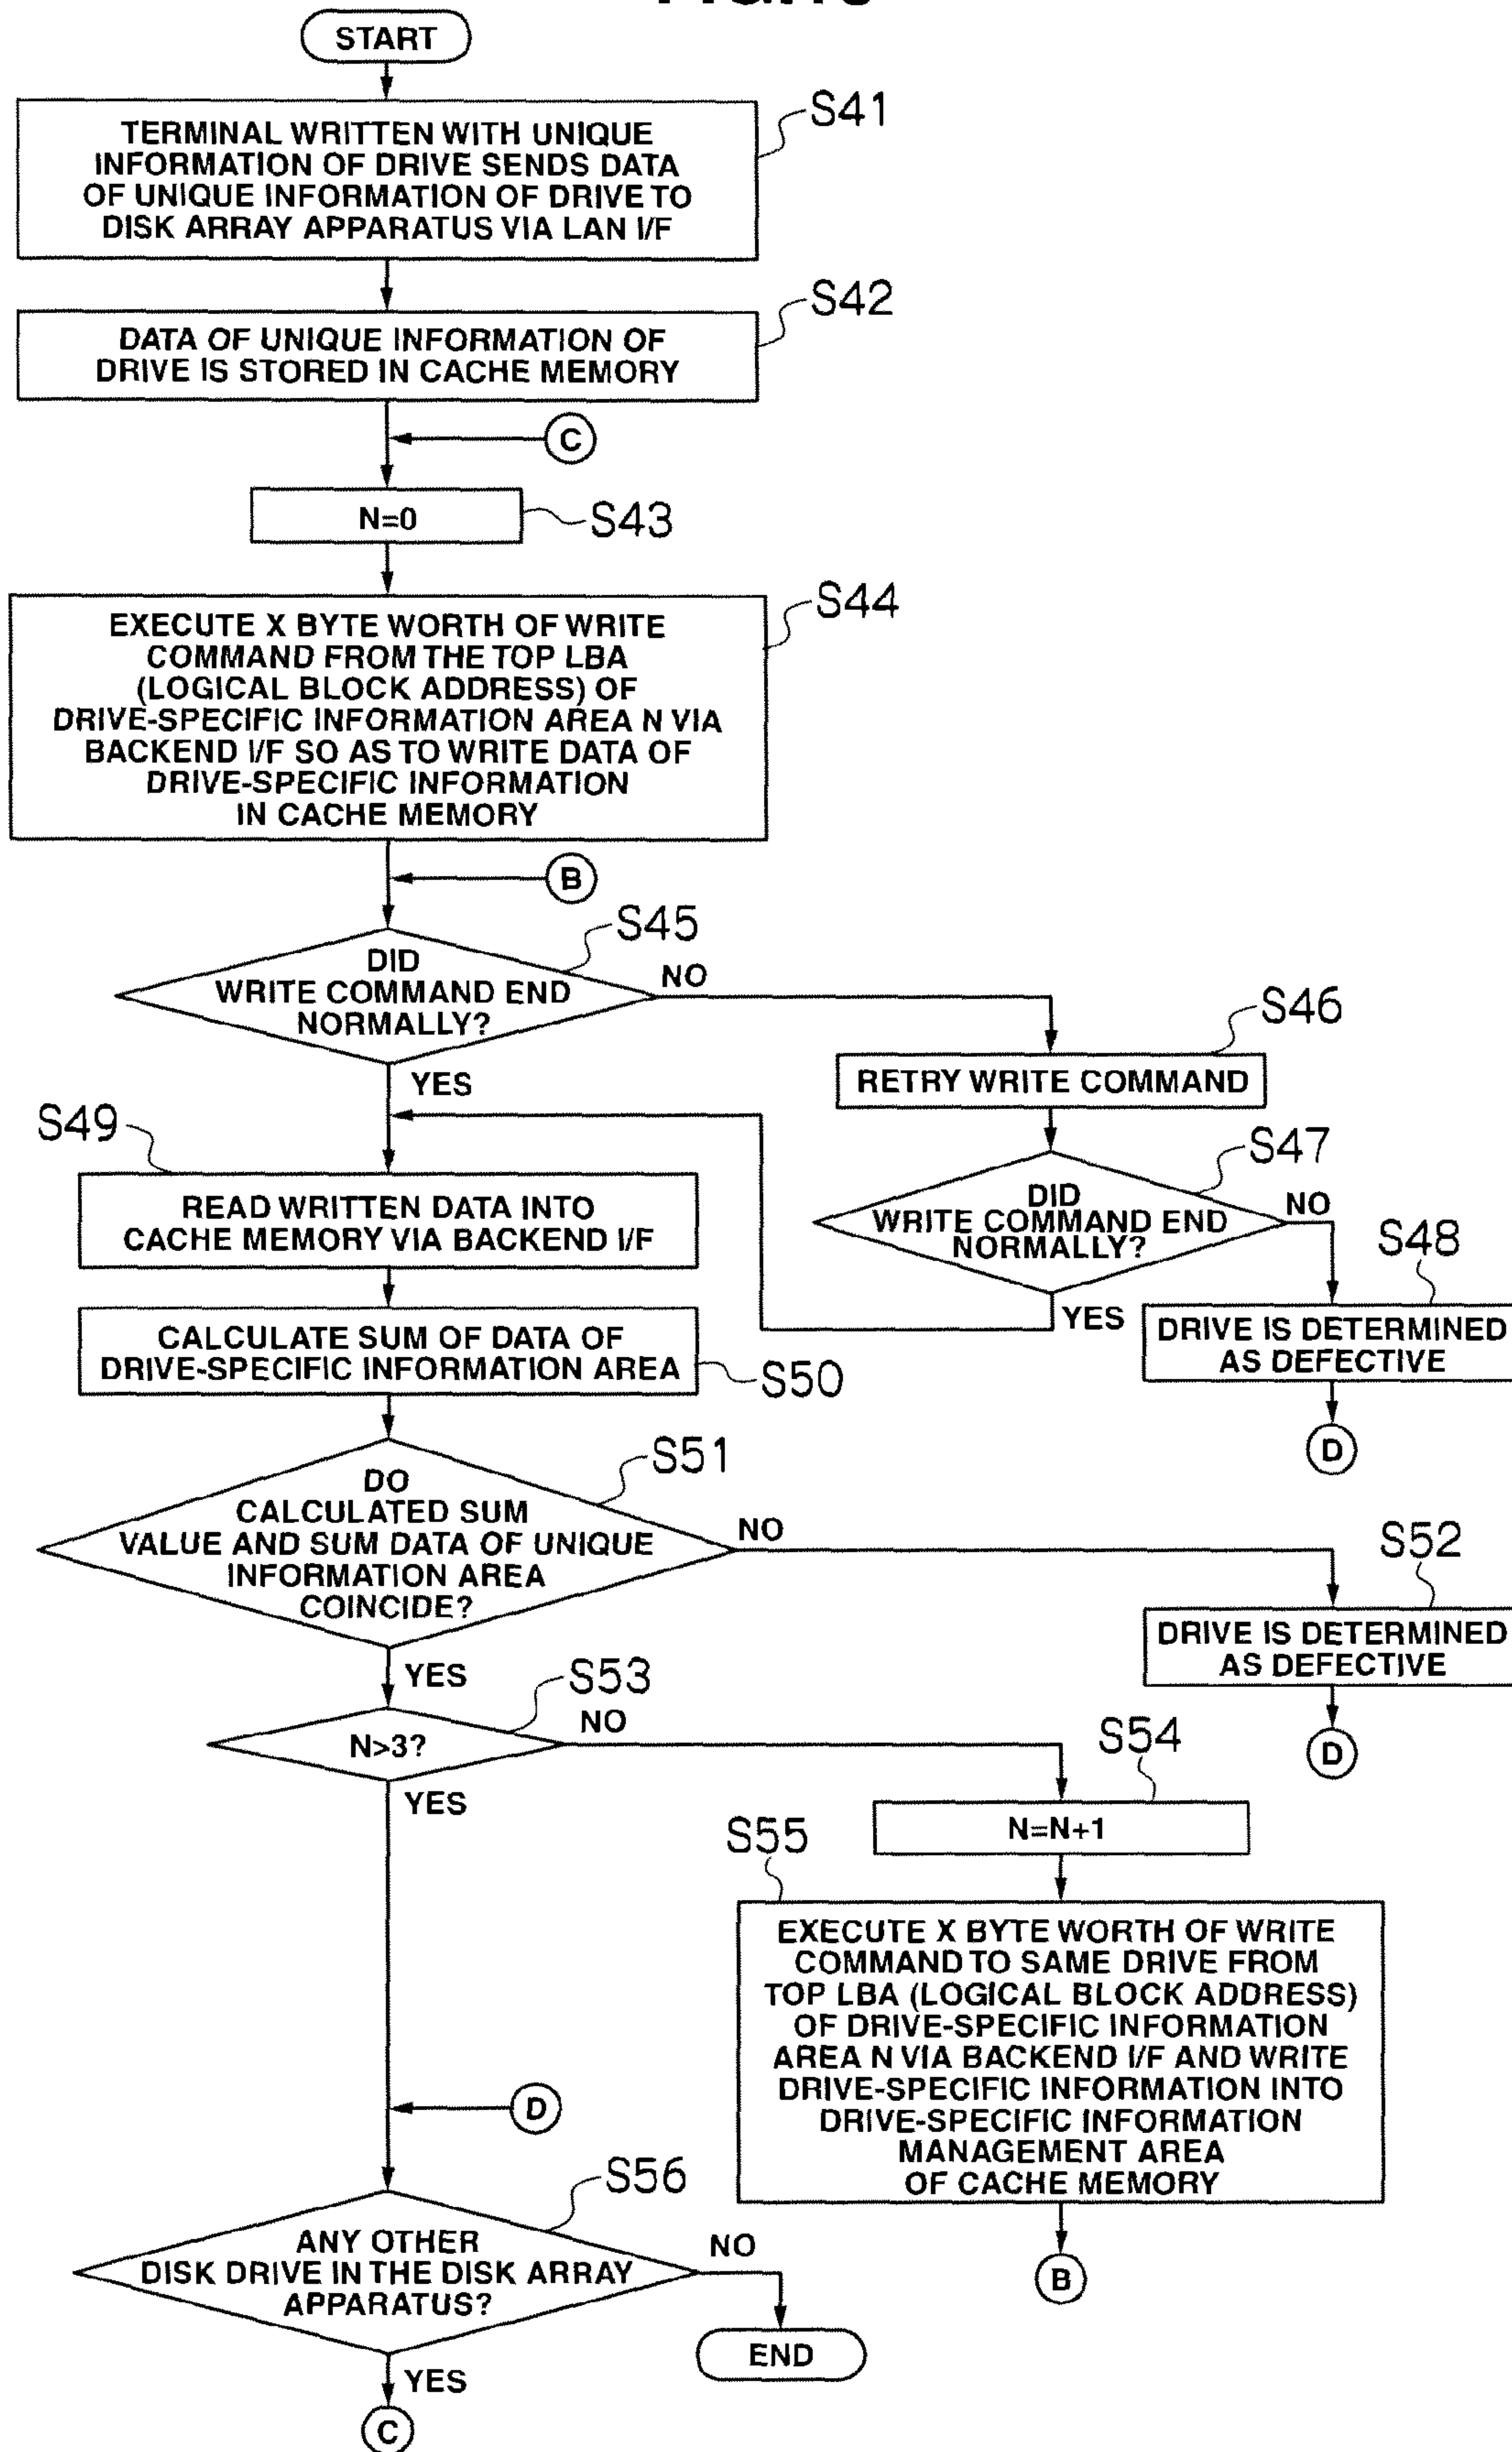 START
S41
TERMINAL WRITTEN WITH UNIQUE
INFORMATION OF DRIVE SENDS DATA
OF UNIQUE INFORMATION OF DRIVE TO
DISK ARRAY APPARATUS VIA LAN I/F
S42
DATA OF UNIQUE INFORMATION OF
DRIVE IS STORED IN CACHE MEMORY
C
N=0
S43
S44
EXECUTE X BYTE WORTH OF WRITE
COMMAND FROM THE TOP LBA
(LOGICAL BLOCK ADDRESS) OF
DRIVE-SPECIFIC INFORMATION AREA N VIA
BACKEND I/F SO AS TO WRITE DATA OF
DRIVE-SPECIFIC INFORMATION
IN CACHE MEMORY
B
S45
DID
WRITE COMMAND END
NORMALLY?
NO
YES
S46
RETRY WRITE COMMAND
S47
DID
WRITE COMMAND END
NORMALLY?
NO
YES
S48
DRIVE IS DETERMINED
AS DEFECTIVE
D
S49
READ WRITTEN DATA INTO
CACHE MEMORY VIA BACKEND I/F
CALCULATE SUM OF DATA OF
DRIVE-SPECIFIC INFORMATION AREA
S50
S51
DO
CALCULATED SUM
VALUE AND SUM DATA OF UNIQUE
INFORMATION AREA
COINCIDE?
NO
YES
S52
DRIVE IS DETERMINED
AS DEFECTIVE
D
S53
N>3?
NO
YES
S54
N=N+1
S55
EXECUTE X BYTE WORTH OF WRITE
COMMAND TO SAME DRIVE FROM
TOP LBA (LOGICAL BLOCK ADDRESS)
OF DRIVE-SPECIFIC INFORMATION
AREA N VIA BACKEND I/F AND WRITE
DRIVE-SPECIFIC INFORMATION INTO
DRIVE-SPECIFIC INFORMATION
MANAGEMENT AREA
OF CACHE MEMORY
B
D
S56
ANY OTHER
DISK DRIVE IN THE DISK ARRAY
APPARATUS?
NO
END
YES
C